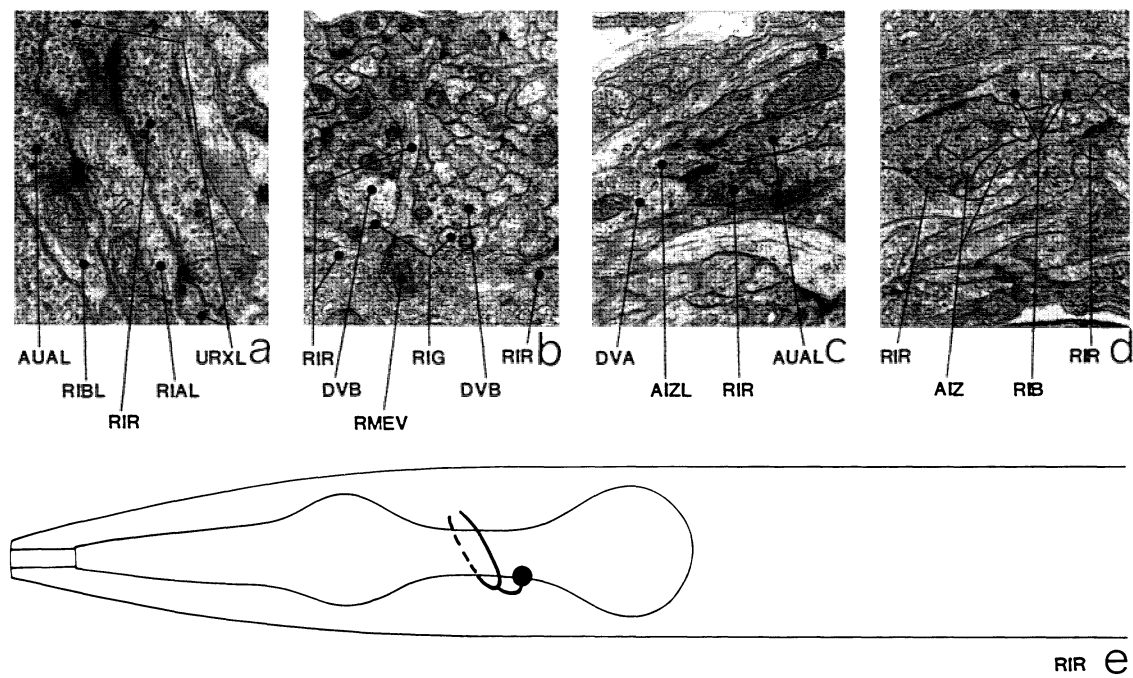 a b c d
AUAL URXL RIR RIG RIR DVA AUAL RIR RIR
RIBL RIAL DVB DVB AIZL RIR AIZ RIB
RIR RMEV
RIR e